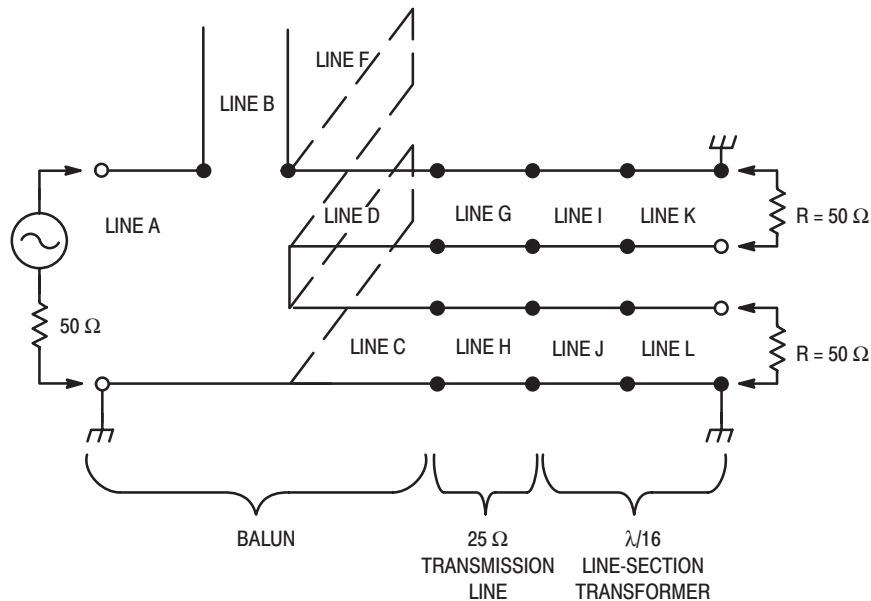 LINE F
LINE B
LINE A
LINE D
LINE G
LINE I
LINE K
R = 50 Ω
50 Ω
LINE C
LINE H
LINE J
LINE L
R = 50 Ω
BALUN
25 Ω
TRANSMISSION
LINE
λ/16
LINE-SECTION
TRANSFORMER